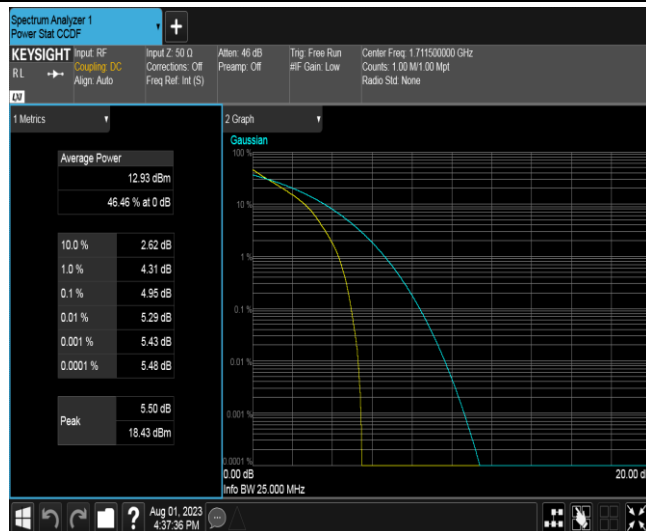 Spectrum Analyzer 1
Power Stat CCDF
+
KEYSIGHT
RL
LXI
Input: RF
Coupling: DC
Align: Auto
Input Z: 50 Ω
Corrections: Off
Freq Ref: Int (S)
Atten: 46 dB
Preamp: Off
Trig: Free Run
#IF Gain: Low
Center Freq: 1.711500000 GHz
Counts: 1.00 M/1.00 Mpt
Radio Std: None
1 Metrics
Average Power
12.93 dBm
46.46 % at 0 dB
10.0 % 2.62 dB
1.0 % 4.31 dB
0.1 % 4.95 dB
0.01 % 5.29 dB
0.001 % 5.43 dB
0.0001 % 5.48 dB
Peak
5.50 dB
18.43 dBm
2 Graph
Gaussian
100 %
10 %
1 %
0.1 %
0.01 %
0.001 %
0.0001 %
0.00 dB
20.00 d
Info BW 25.000 MHz
?
Aug 01, 2023
4:37:36 PM